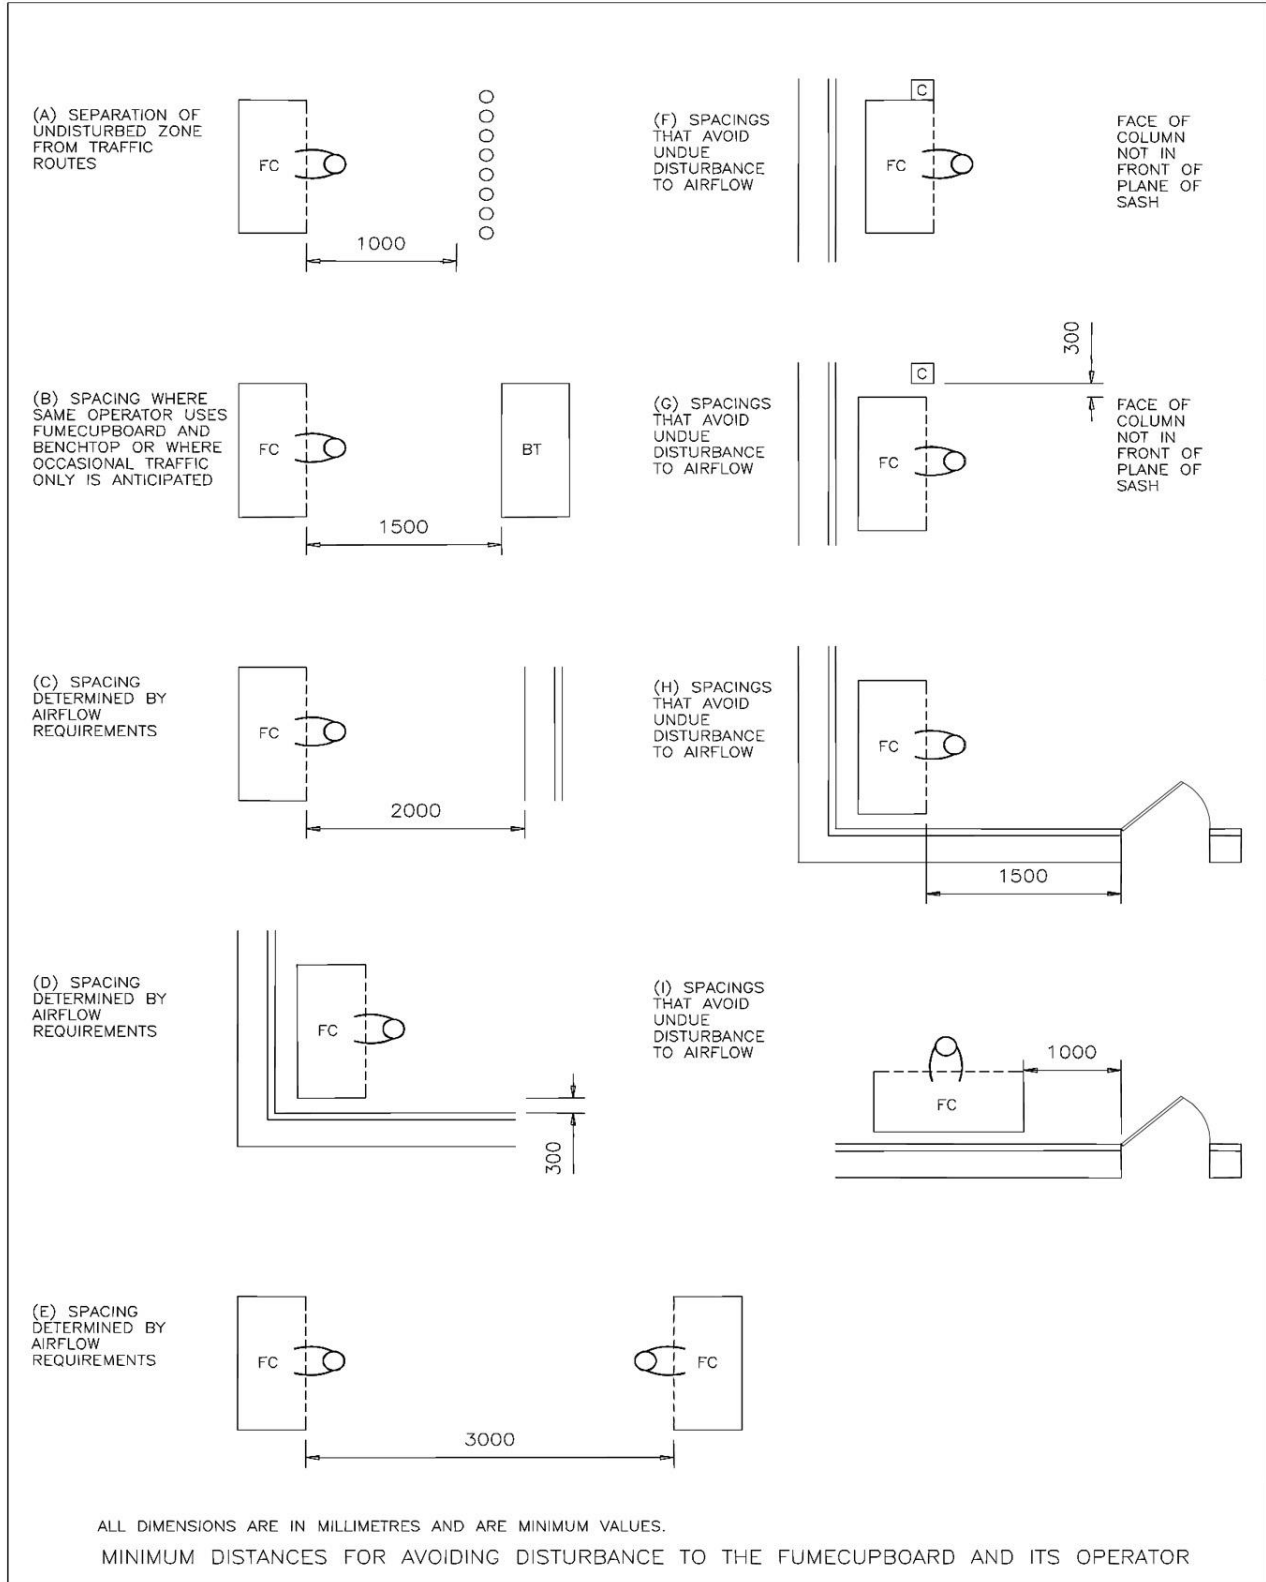 (A) SEPARATION OF
UNDISTURBED ZONE
FROM TRAFFIC
ROUTES
FC
1000
(B) SPACING WHERE
SAME OPERATOR USES
FUMECUPBOARD AND
BENCHTOP OR WHERE
OCCASIONAL TRAFFIC
ONLY IS ANTICIPATED
FC
BT
1500
(C) SPACING
DETERMINED BY
AIRFLOW
REQUIREMENTS
FC
2000
(D) SPACING
DETERMINED BY
AIRFLOW
REQUIREMENTS
FC
300
(E) SPACING
DETERMINED BY
AIRFLOW
REQUIREMENTS
FC
FC
3000
(F) SPACINGS
THAT AVOID
UNDUE
DISTURBANCE
TO AIRFLOW
C
FC
FACE OF
COLUMN
NOT IN
FRONT OF
PLANE OF
SASH
(G) SPACINGS
THAT AVOID
UNDUE
DISTURBANCE
TO AIRFLOW
C
FC
300
FACE OF
COLUMN
NOT IN
FRONT OF
PLANE OF
SASH
(H) SPACINGS
THAT AVOID
UNDUE
DISTURBANCE
TO AIRFLOW
FC
1500
(I) SPACINGS
THAT AVOID
UNDUE
DISTURBANCE
TO AIRFLOW
FC
1000
ALL DIMENSIONS ARE IN MILLIMETRES AND ARE MINIMUM VALUES.
MINIMUM DISTANCES FOR AVOIDING DISTURBANCE TO THE FUMECUPBOARD AND ITS OPERATOR